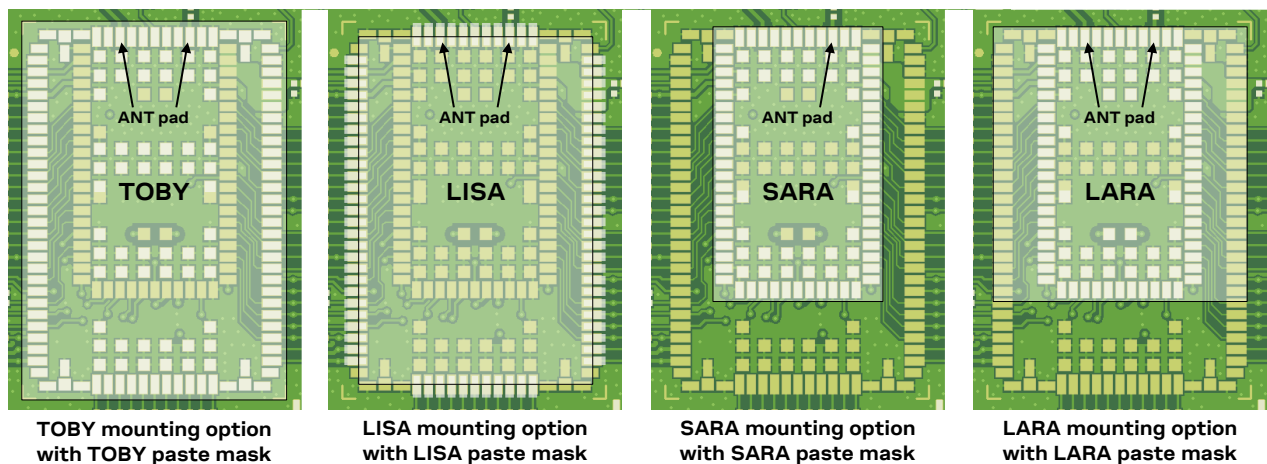 ANT pad
TOBY
TOBY mounting option
with TOBY paste mask
ANT pad
LISA
LISA mounting option
with LISA paste mask
ANT pad
SARA
SARA mounting option
with SARA paste mask
ANT pad
LARA
LARA mounting option
with LARA paste mask